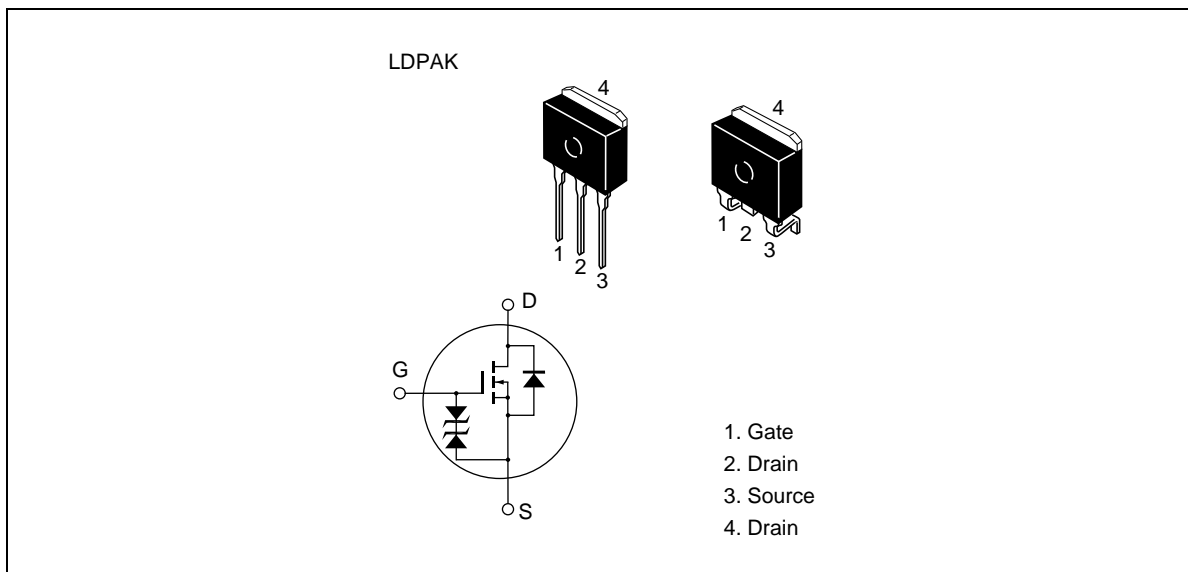 LDPAK
4
4
1
2
3
1
2
3
D
G
S
1. Gate
2. Drain
3. Source
4. Drain